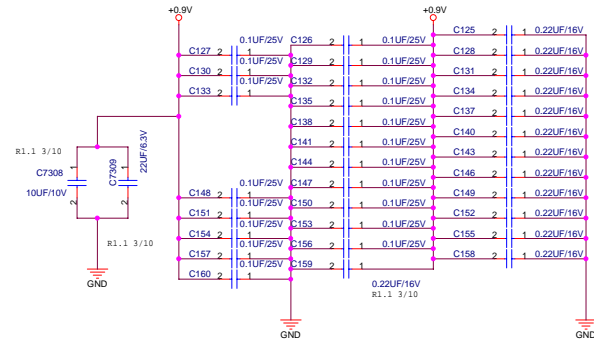 +0.9V
+0.9V
C125 2 1 0.22UF/16V
0.1UF/25V C126 2 1 0.1UF/25V
C127 2 1
C128 2 1 0.22UF/16V
0.1UF/25V C129 2 1 0.1UF/25V
C130 2 1
C131 2 1 0.22UF/16V
0.1UF/25V C132 2 1 0.1UF/25V
C133 2 1
C134 2 1 0.22UF/16V
C135 2 1 0.1UF/25V
C137 2 1 0.22UF/16V
C138 2 1 0.1UF/25V
C140 2 1 0.22UF/16V
C141 2 1 0.1UF/25V
C143 2 1 0.22UF/16V
C144 2 1 0.1UF/25V
C146 2 1 0.22UF/16V
0.1UF/25V C147 2 1 0.1UF/25V
C148 2 1
C149 2 1 0.22UF/16V
0.1UF/25V C150 2 1 0.1UF/25V
C151 2 1
C152 2 1 0.22UF/16V
0.1UF/25V C153 2 1 0.1UF/25V
C154 2 1
C155 2 1 0.22UF/16V
0.1UF/25V C156 2 1 0.1UF/25V
C157 2 1
C158 2 1 0.22UF/16V
0.1UF/25V C159 2 1
C160 2 1
0.22UF/16V
R1.1 3/10
R1.1 3/10
C7308
10UF/10V
1
2
C7309
22UF/6.3V
1
2
R1.1 3/10
GND
GND
GND